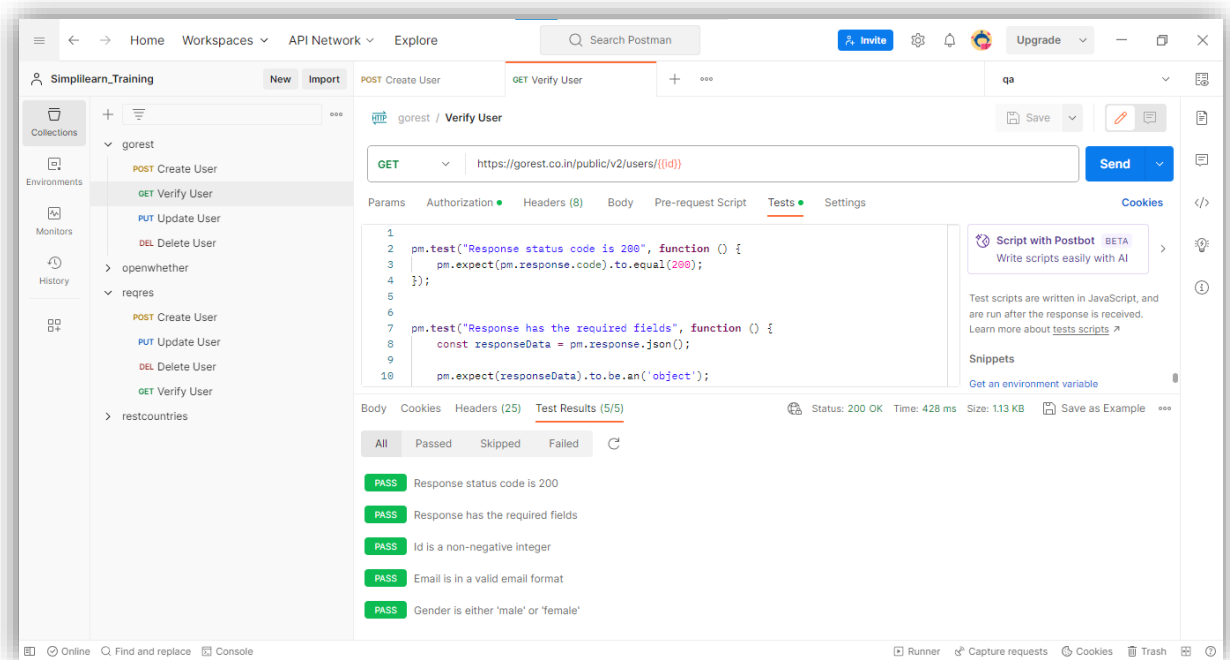 Home Workspaces API Network Explore Search Postman Invite Upgrade
Simplilearn_Training New Import POST Create User GET Verify User qa
Collections
Environments
Monitors
History
gorest
POST Create User
GET Verify User
PUT Update User
DEL Delete User
openwhether
reqres
POST Create User
PUT Update User
DEL Delete User
GET Verify User
restcountries
HTTP gorest / Verify User Save
GET https://gorest.co.in/public/v2/users/{{id}} Send
Params Authorization Headers (8) Body Pre-request Script Tests Settings Cookies
1
2 pm.test("Response status code is 200", function () {
3 pm.expect(pm.response.code).to.equal(200);
4 });
5
6
7 pm.test("Response has the required fields", function () {
8 const responseData = pm.response.json();
9
10 pm.expect(responseData).to.be.an('object');
Script with Postbot BETA
Write scripts easily with AI
Test scripts are written in JavaScript, and
are run after the response is received.
Learn more about tests scripts
Snippets
Get an environment variable
Body Cookies Headers (25) Test Results (5/5) Status: 200 OK Time: 428 ms Size: 1.13 KB Save as Example
All Passed Skipped Failed
PASS Response status code is 200
PASS Response has the required fields
PASS Id is a non-negative integer
PASS Email is in a valid email format
PASS Gender is either 'male' or 'female'
Online Find and replace Console Runner Capture requests Cookies Trash